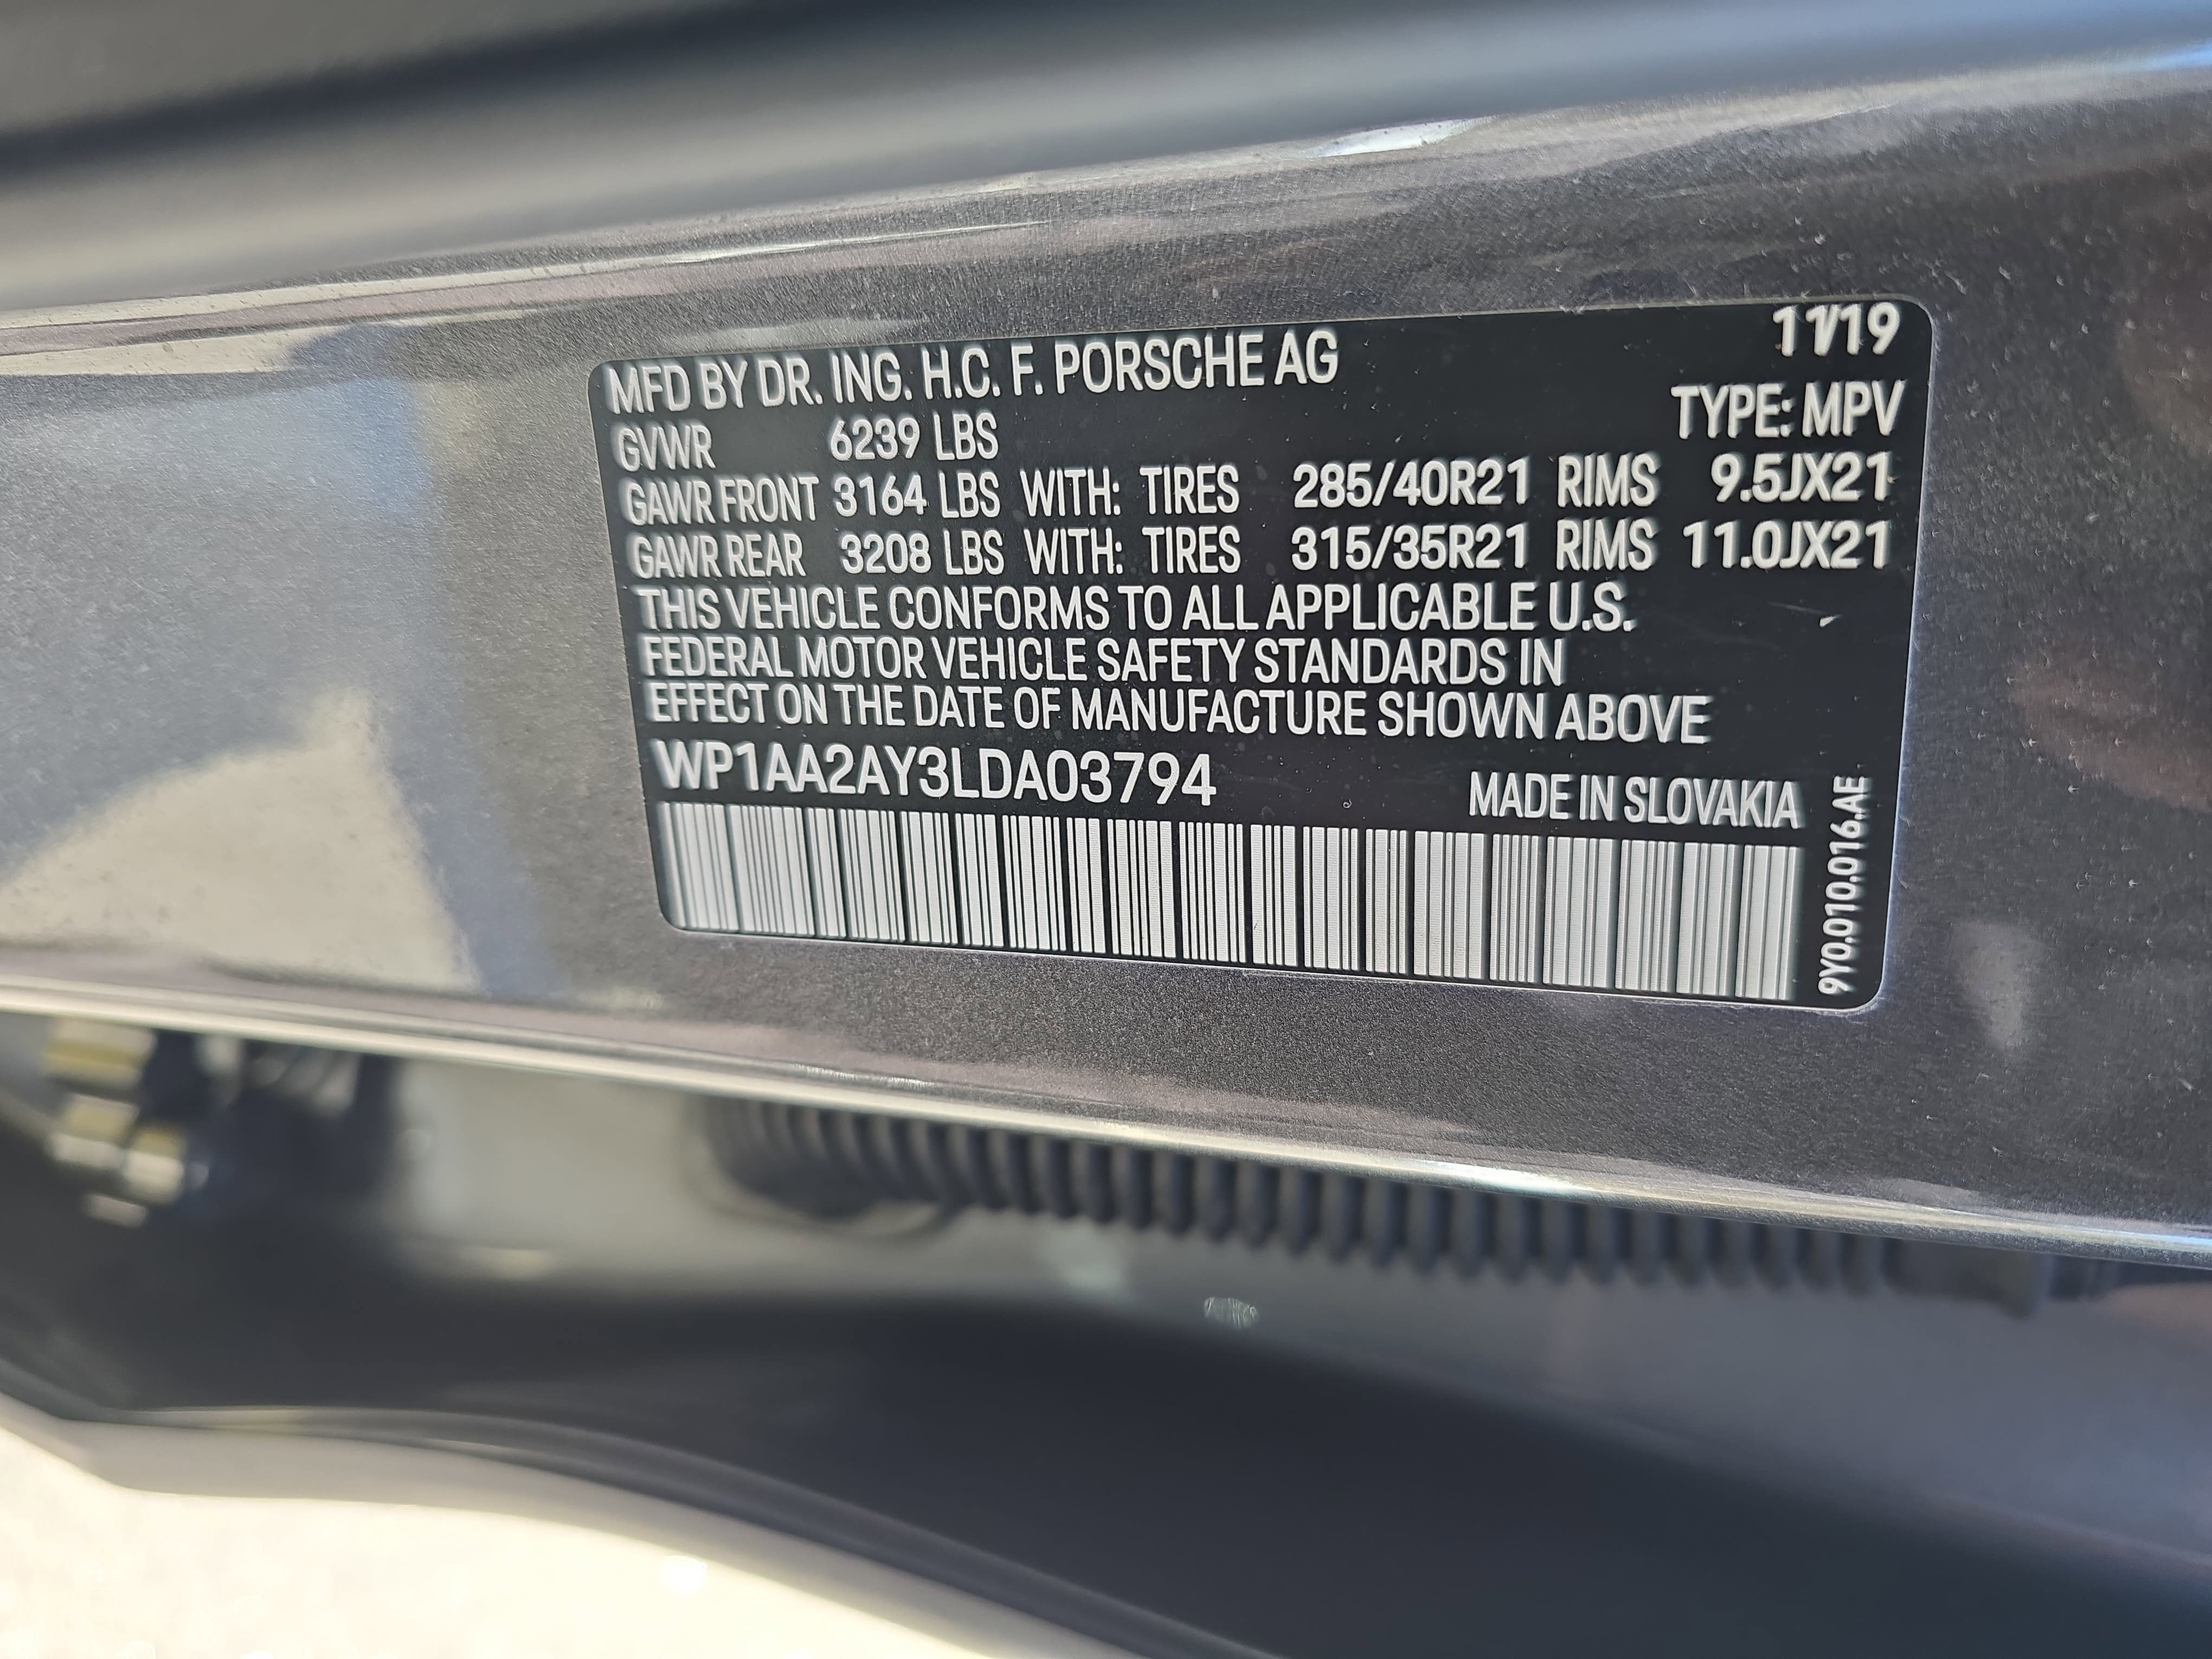 MFD BY DR. ING. H.C. F. PORSCHE AG 11/19
TYPE: MPV
GVWR 6239 LBS
GAWR FRONT 3164 LBS WITH: TIRES 285/40R21 RIMS 9.5JX21
GAWR REAR 3208 LBS WITH: TIRES 315/35R21 RIMS 11.0JX21
THIS VEHICLE CONFORMS TO ALL APPLICABLE U.S.
FEDERAL MOTOR VEHICLE SAFETY STANDARDS IN
EFFECT ON THE DATE OF MANUFACTURE SHOWN ABOVE
WP1AA2AY3LDA03794
MADE IN SLOVAKIA
9Y0.010.016.AE